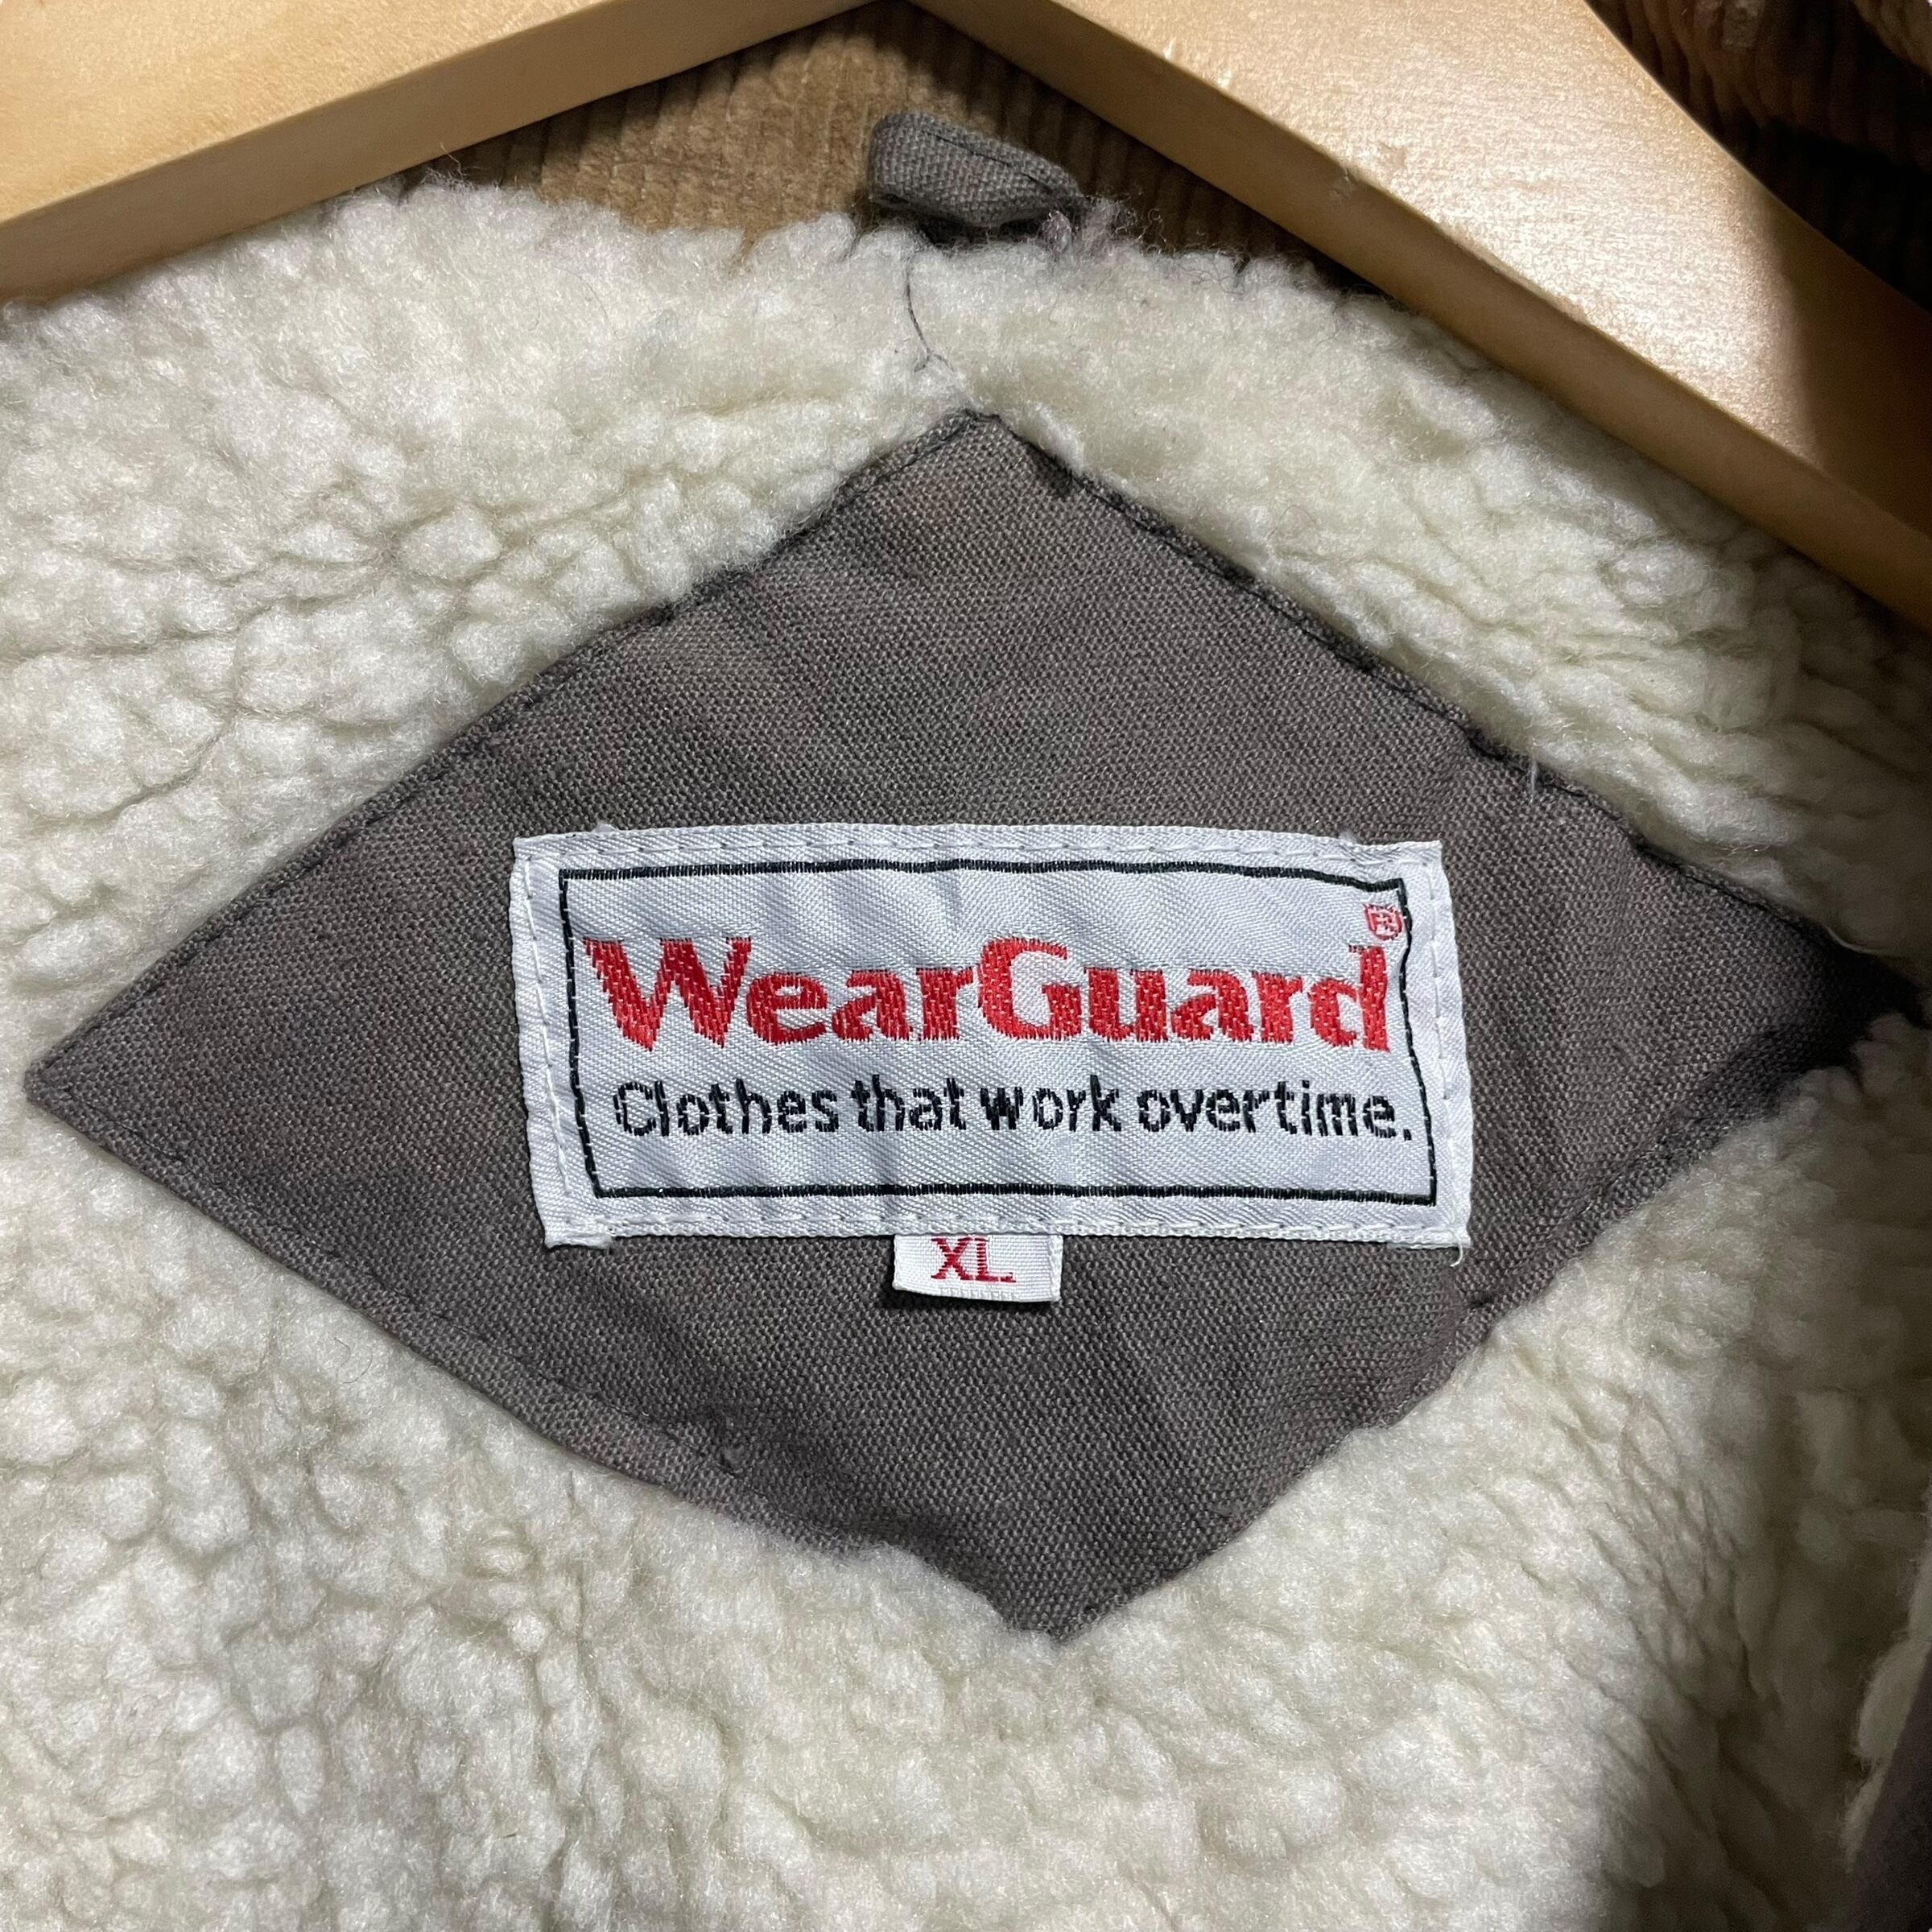 WearGuard®
Clothes that work overtime.
XL